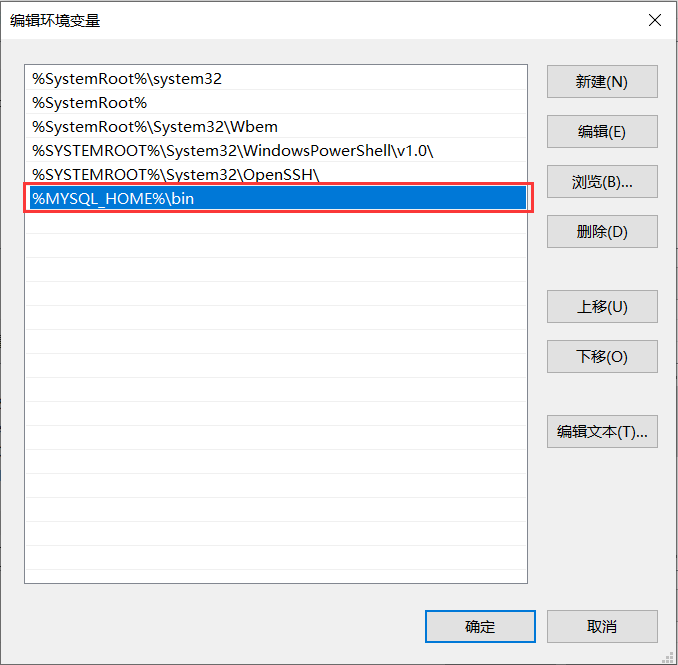 编辑环境变量
%SystemRoot%\system32
%SystemRoot%
%SystemRoot%\System32\Wbem
%SYSTEMROOT%\System32\WindowsPowerShell\v1.0\
%SYSTEMROOT%\System32\OpenSSH\
%MYSQL_HOME%\bin
新建(N)
编辑(E)
浏览(B)...
删除(D)
上移(U)
下移(O)
编辑文本(T)...
确定
取消